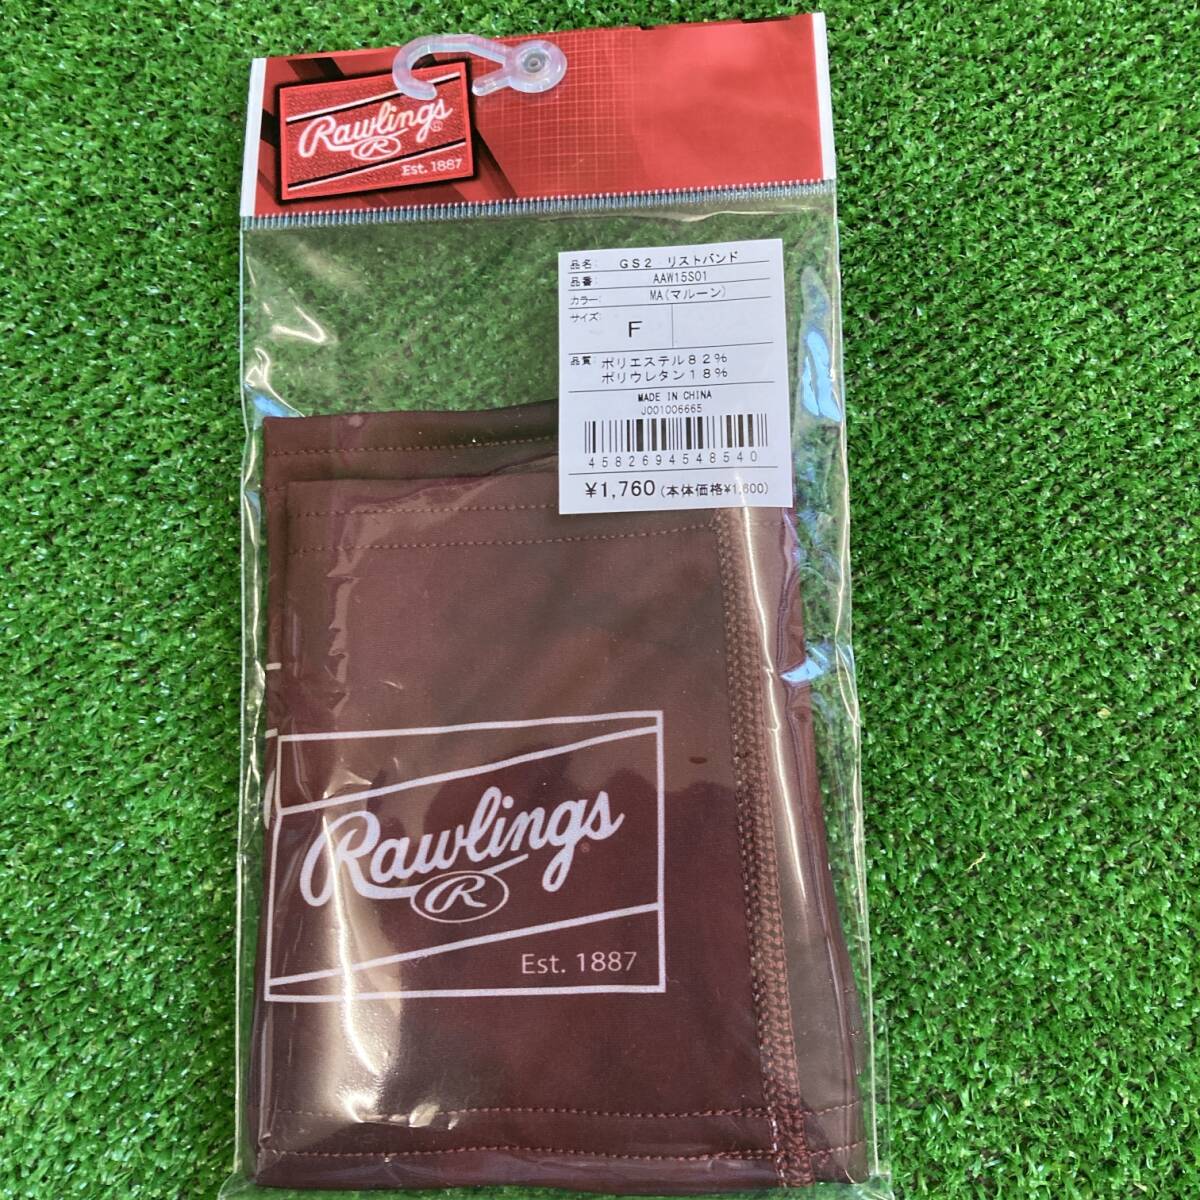 Rawlings
R
Est. 1887
品名: GS2 リストバンド
品番: AAW15S01
カラー: MA(マルーン)
サイズ: F
品質: ポリエステル82%
ポリウレタン18%
MADE IN CHINA
J001006665
4582694548540
¥1,760(本体価格¥1,600)
Rawlings
R
Est. 1887